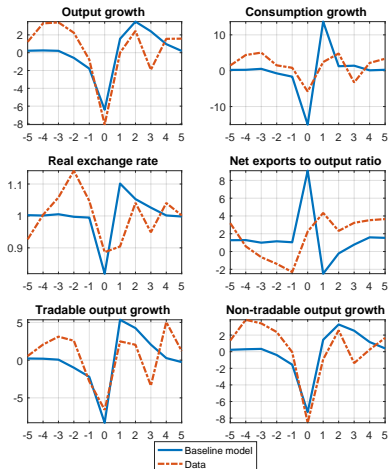 Output growth
2
0
-2
-4
-6
-8
-5 -4 -3 -2 -1 0 1 2 3 4 5
Consumption growth
10
0
-10
-5 -4 -3 -2 -1 0 1 2 3 4 5
Real exchange rate
1.1
1
0.9
-5 -4 -3 -2 -1 0 1 2 3 4 5
Net exports to output ratio
8
6
4
2
0
-2
-5 -4 -3 -2 -1 0 1 2 3 4 5
Tradable output growth
5
0
-5
-5 -4 -3 -2 -1 0 1 2 3 4 5
Non-tradable output growth
2
0
-2
-4
-6
-8
-5 -4 -3 -2 -1 0 1 2 3 4 5
Baseline model
Data